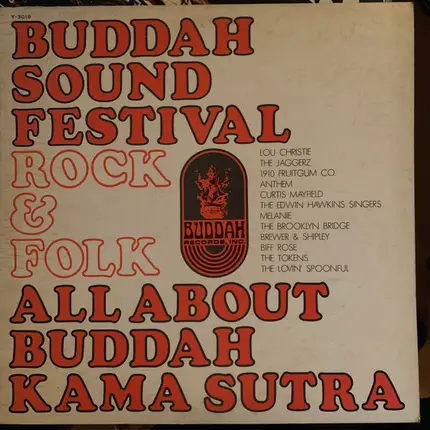 BUDDAH
SOUND
FESTIVAL
ROCK
&
FOLK
BUDDAH
RECORDS, INC.
LOU CHRISTIE
THE JAGGERZ
1910 FRUITGUM CO.
ANTHEM
CURTIS MAYFIELD
THE EDWIN HAWKINS SINGERS
MELANIE
THE BROOKLYN BRIDGE
BREWER & SHIPLEY
BIFF ROSE
THE TOKENS
THE LOVIN' SPOONFUL
ALL ABOUT
BUDDAH
KAMA SUTRA